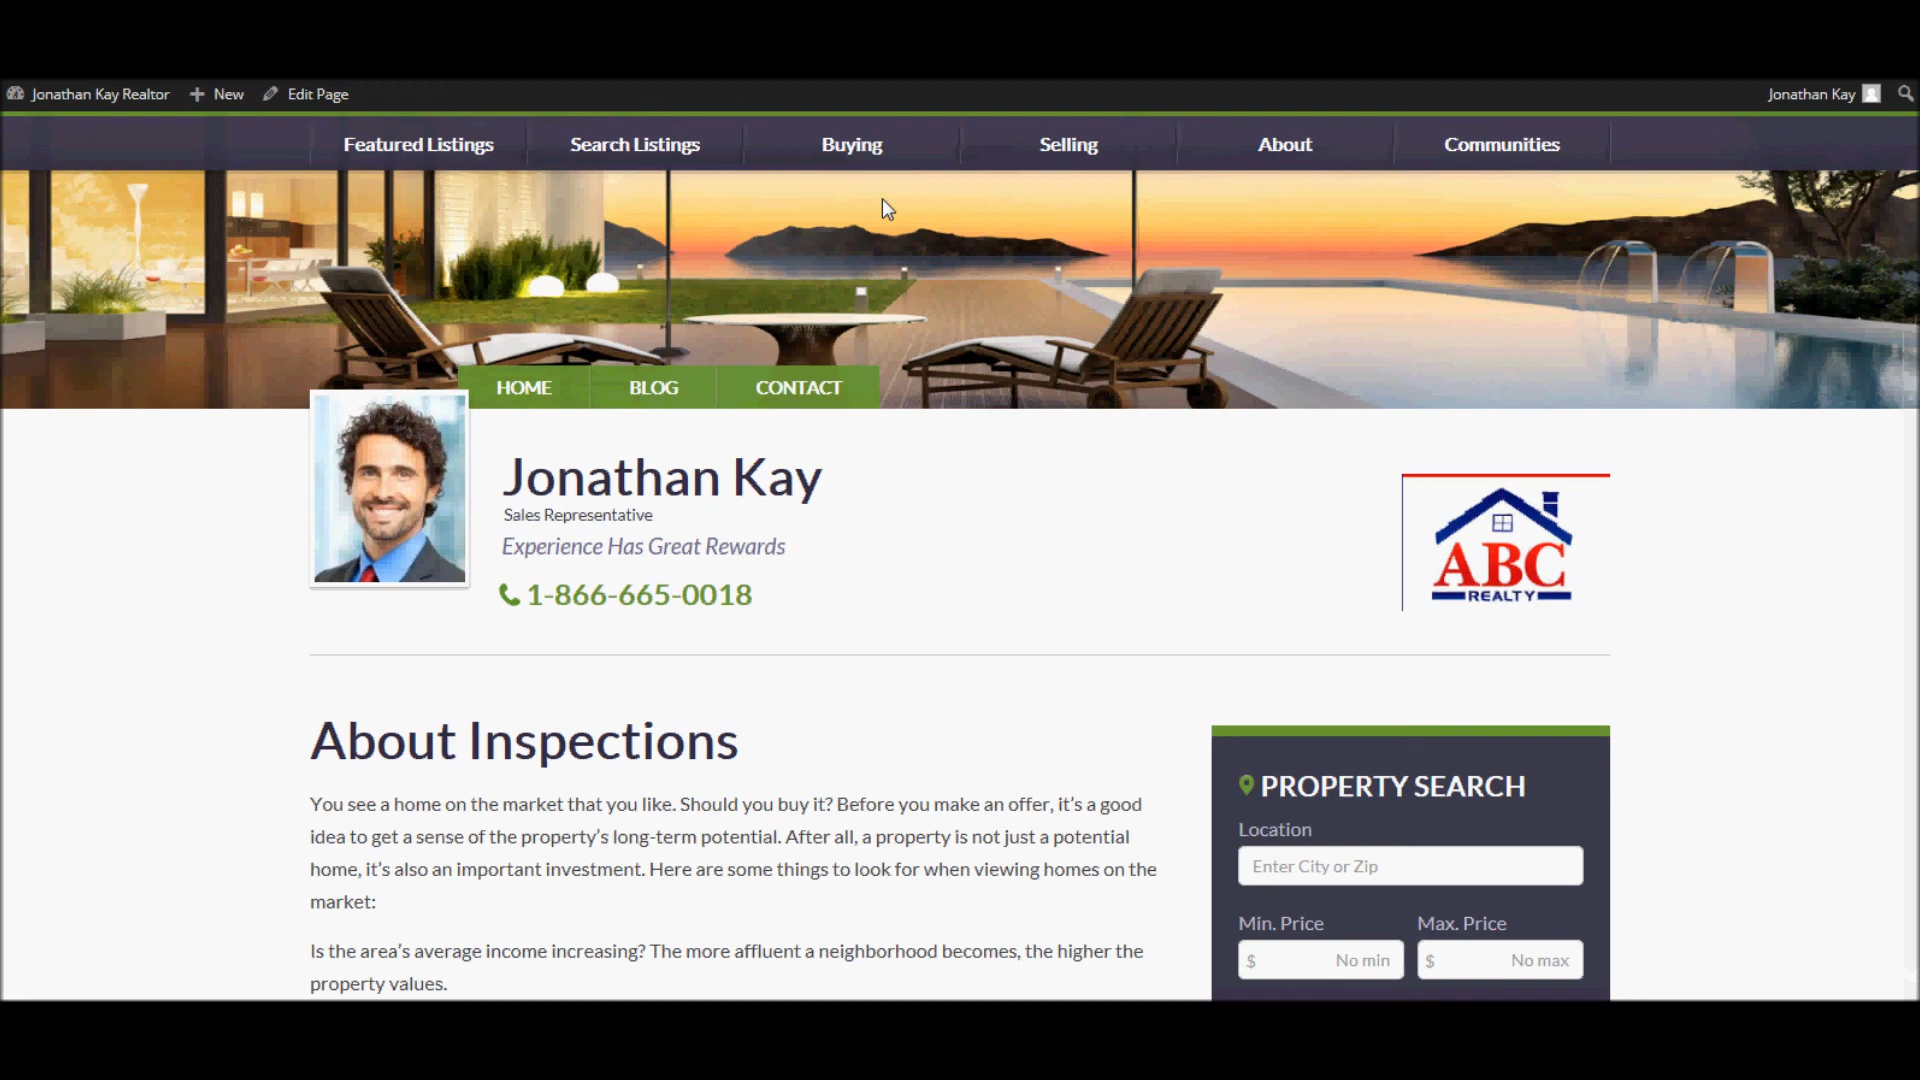 Jonathan Kay Realtor New Edit Page Jonathan Kay
Featured Listings Search Listings Buying Selling About Communities
HOME BLOG CONTACT
Jonathan Kay
Sales Representative
Experience Has Great Rewards
1-866-665-0018
ABC
REALTY
About Inspections
You see a home on the market that you like. Should you buy it? Before you make an offer, it’s a good
idea to get a sense of the property’s long-term potential. After all, a property is not just a potential
home, it’s also an important investment. Here are some things to look for when viewing homes on the
market:
Is the area’s average income increasing? The more affluent a neighborhood becomes, the higher the
property values.
PROPERTY SEARCH
Location
Enter City or Zip
Min. Price Max. Price
$ No min $ No max